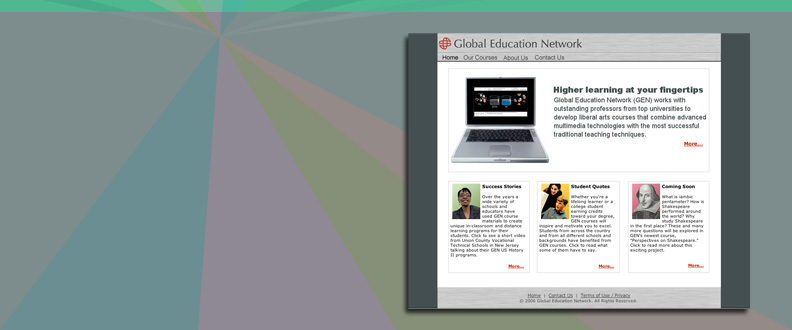 Global Education Network
Home Our Courses About Us Contact Us
Higher learning at your fingertips
Global Education Network (GEN) works with
outstanding professors from top universities to
develop liberal arts courses that combine advanced
multimedia technologies with the most successful
traditional teaching techniques.
More...
Success Stories
Over the years a
wide variety of
schools and
educators have
used GEN course
materials to create
unique in-classroom and distance
learning programs for their
students. Click to see a short video
from Union County Vocational
Technical Schools in New Jersey
talking about their GEN US History
II programs.
More...
Student Quotes
Whether you're a
lifelong learner or a
college student
earning credits
toward your degree,
GEN courses will
inspire and motivate you to excel.
Students from across the country
and from all different schools and
backgrounds have benefited from
GEN courses. Click to read what
some of them have to say.
More...
Coming Soon
What is iambic
pentameter? How is
Shakespeare
performed around
the world? Why
study Shakespeare
in the first place? These and many
more questions will be explored in
GEN's newest course,
"Perspectives on Shakespeare."
Click to read more about this
exciting project.
More...
Home | Contact Us | Terms of Use / Privacy
© 2006 Global Education Network. All Rights Reserved.